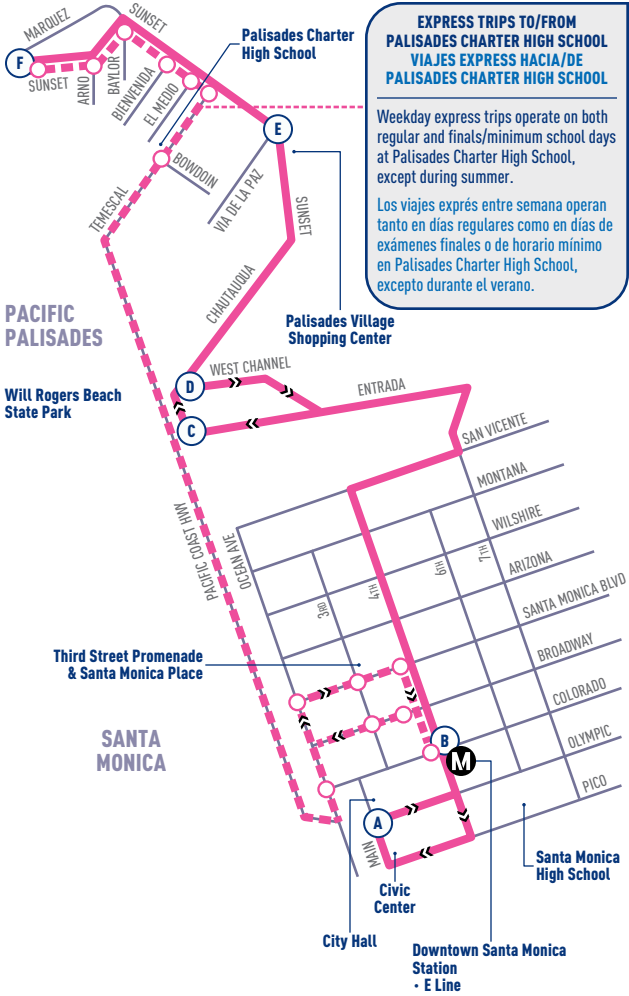 EXPRESS TRIPS TO/FROM
PALISADES CHARTER HIGH SCHOOL
VIAJES EXPRESS HACIA/DE
PALISADES CHARTER HIGH SCHOOL
Weekday express trips operate on both
regular and finals/minimum school days
at Palisades Charter High School,
except during summer.
Los viajes exprés entre semana operan
tanto en días regulares como en días de
exámenes finales o de horario mínimo
en Palisades Charter High School,
excepto durante el verano.
MARQUEZ
SUNSET
Palisades Charter
High School
F
SUNSET
ARNO
BAYLOR
BIENVENIDA
EL MEDIO
E
BOWDOIN
TEMESCAL
VIA DE LA PAZ
SUNSET
CHAUTAUQUA
PACIFIC
PALISADES
Palisades Village
Shopping Center
Will Rogers Beach
State Park
D
WEST CHANNEL
ENTRADA
C
SAN VICENTE
MONTANA
WILSHIRE
ARIZONA
SANTA MONICA BLVD
BROADWAY
COLORADO
OLYMPIC
PICO
PACIFIC COAST HWY
OCEAN AVE
3RD
4TH
6TH
7TH
Third Street Promenade
& Santa Monica Place
SANTA
MONICA
B
M
A
MAIN
Civic
Center
City Hall
Santa Monica
High School
Downtown Santa Monica
Station
• E Line